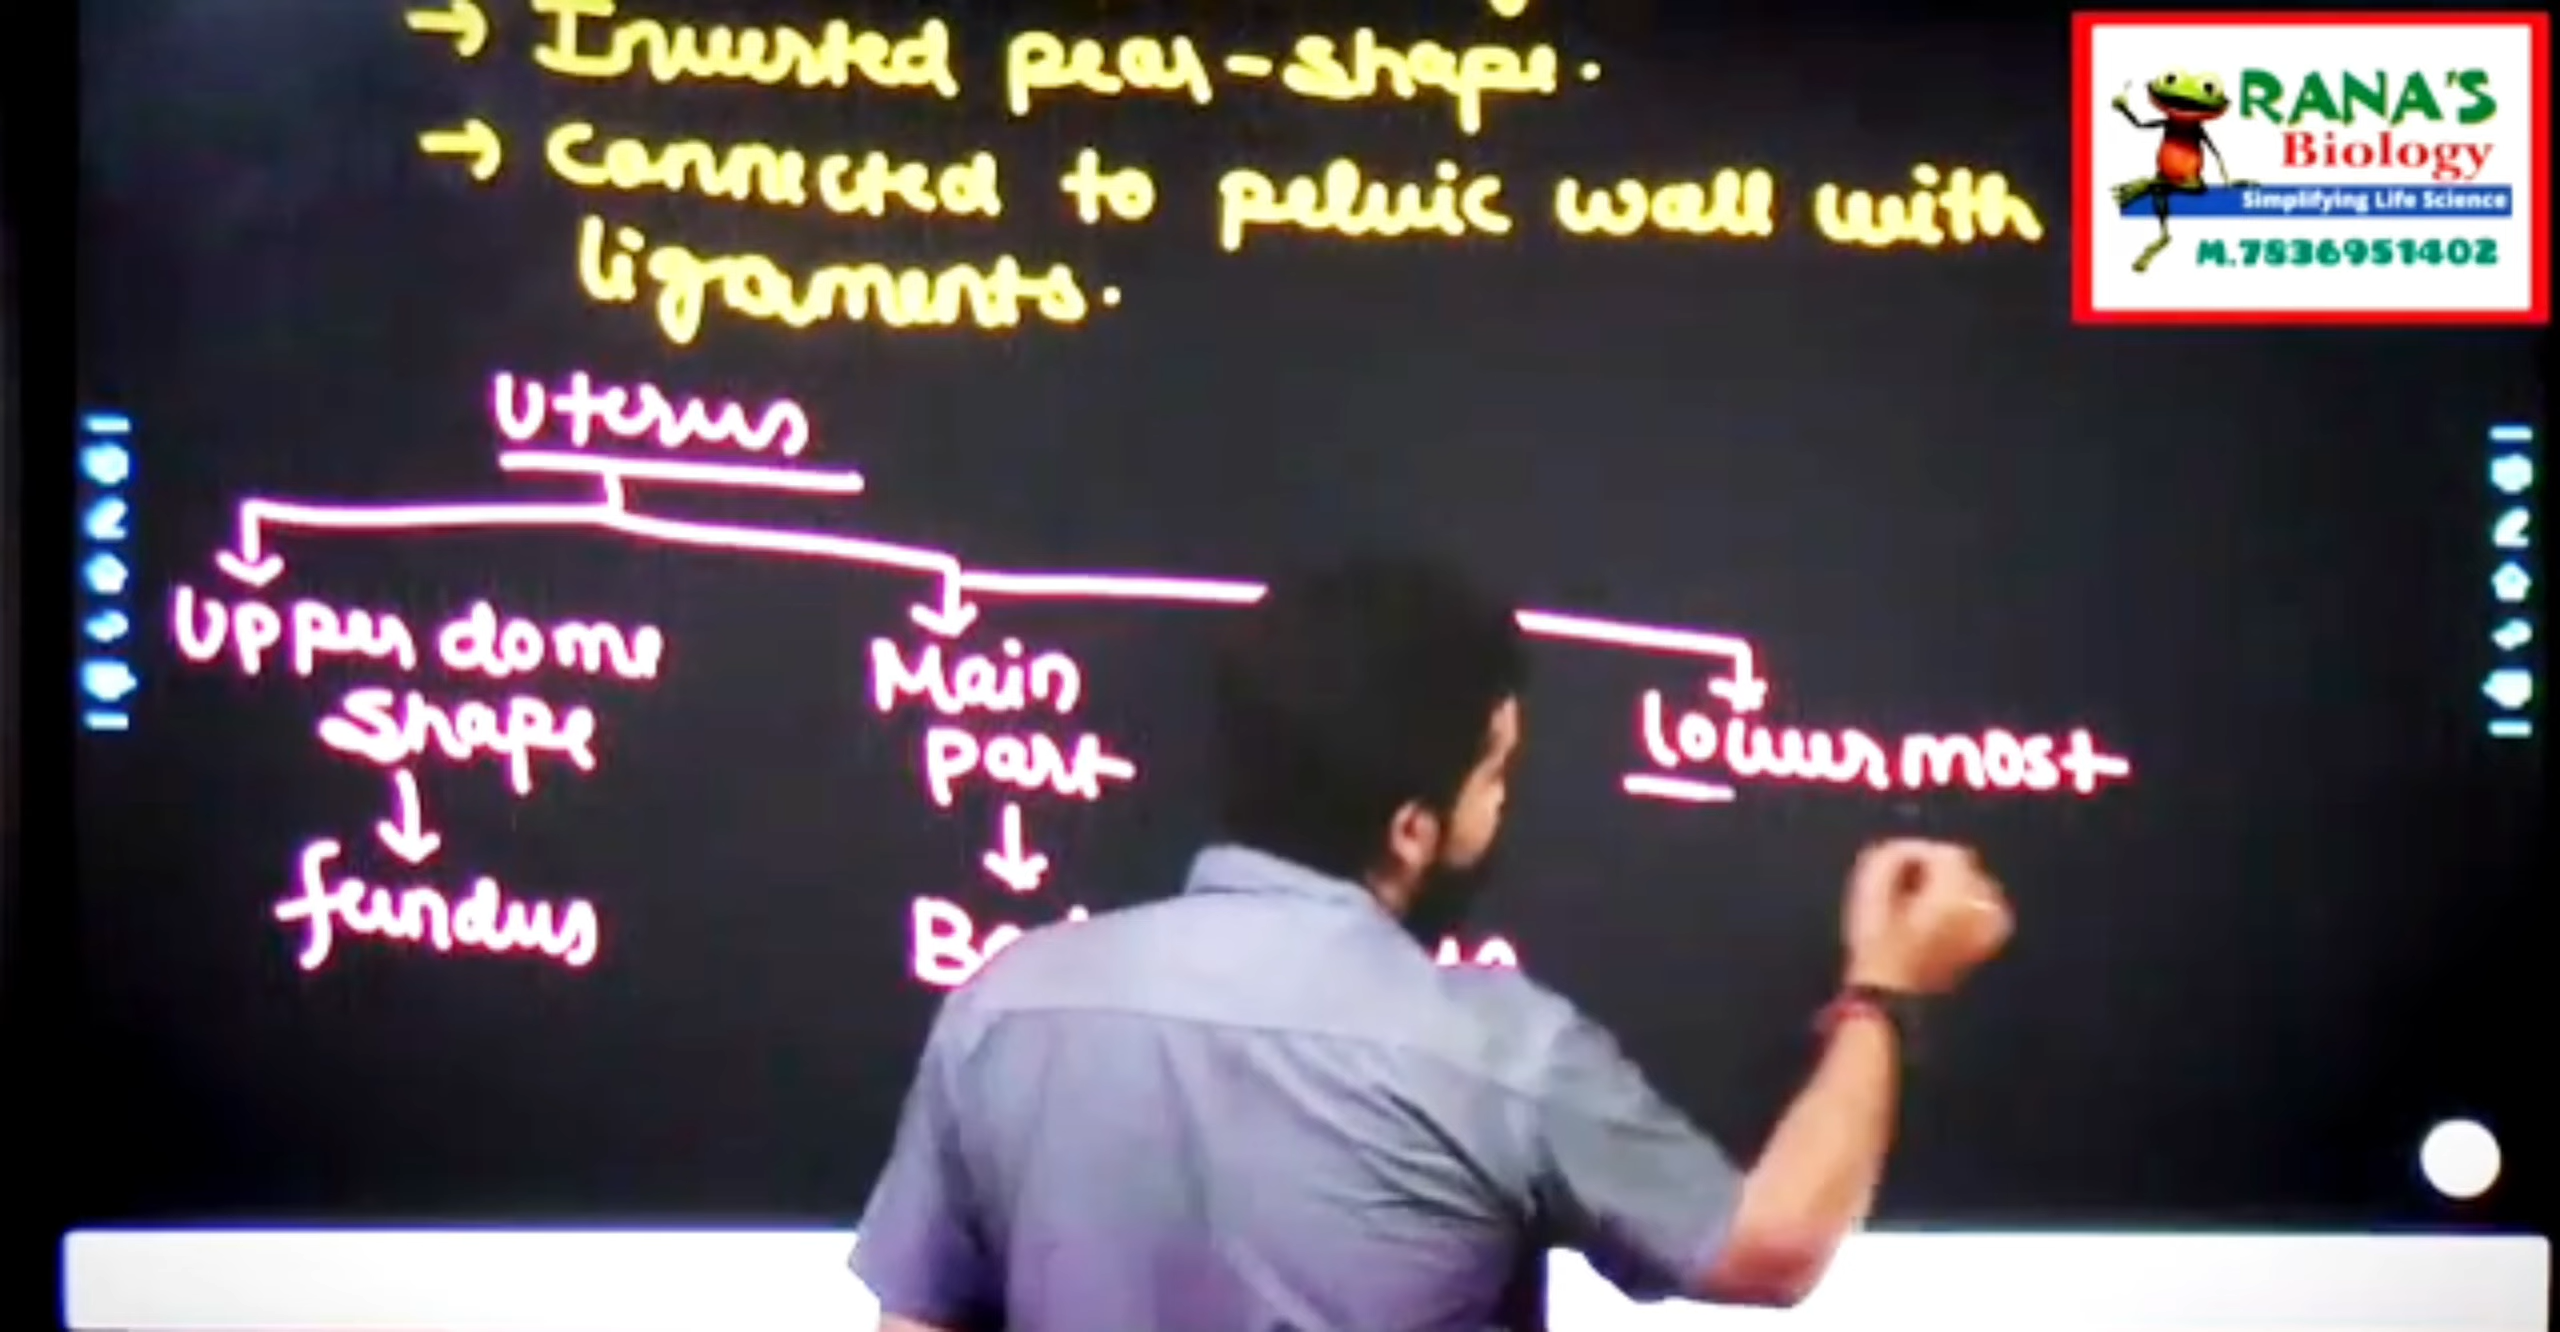 → Inverted pear-shape.
→ Connected to pelvic wall with
ligaments.
RANA'S
Biology
Simplifying Life Science
M.7836951402
Uterus
Upper dome
shape
↓
fundus
Main
part
↓
lowermost